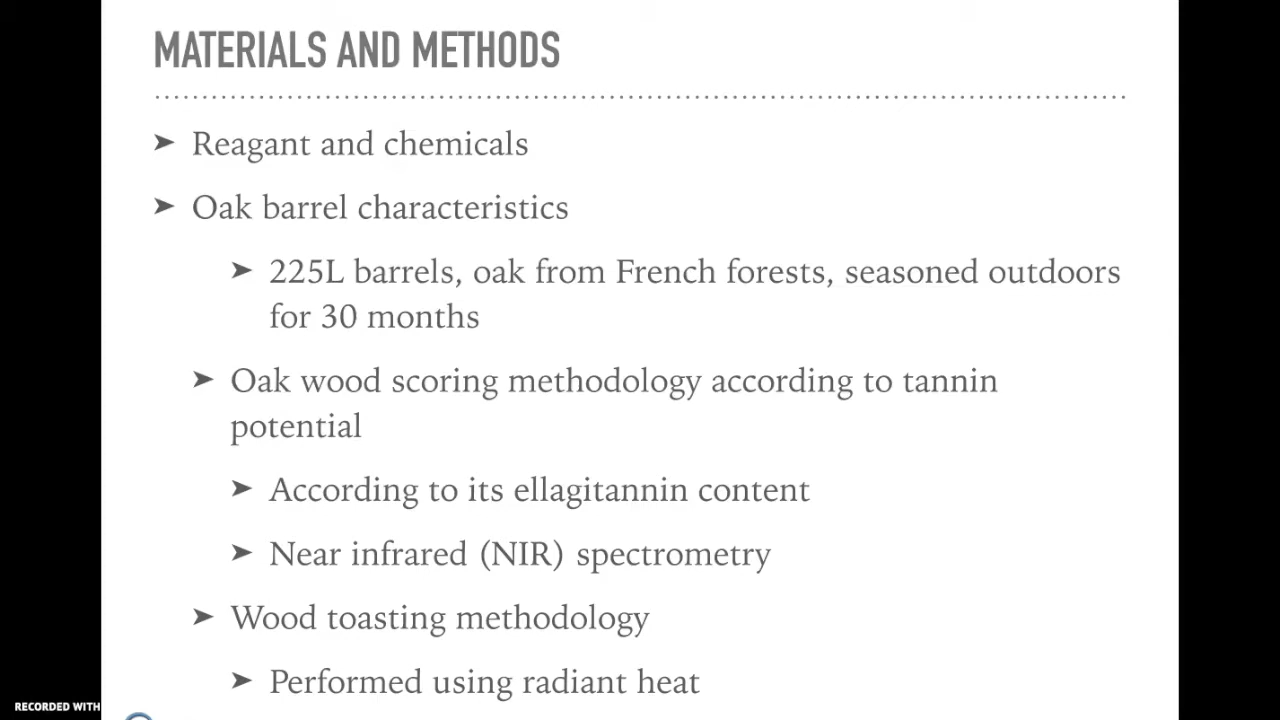 MATERIALS AND METHODS
➤ Reagant and chemicals
➤ Oak barrel characteristics
➤ 225L barrels, oak from French forests, seasoned outdoors
for 30 months
➤ Oak wood scoring methodology according to tannin
potential
➤ According to its ellagitannin content
➤ Near infrared (NIR) spectrometry
➤ Wood toasting methodology
➤ Performed using radiant heat
RECORDED WITH